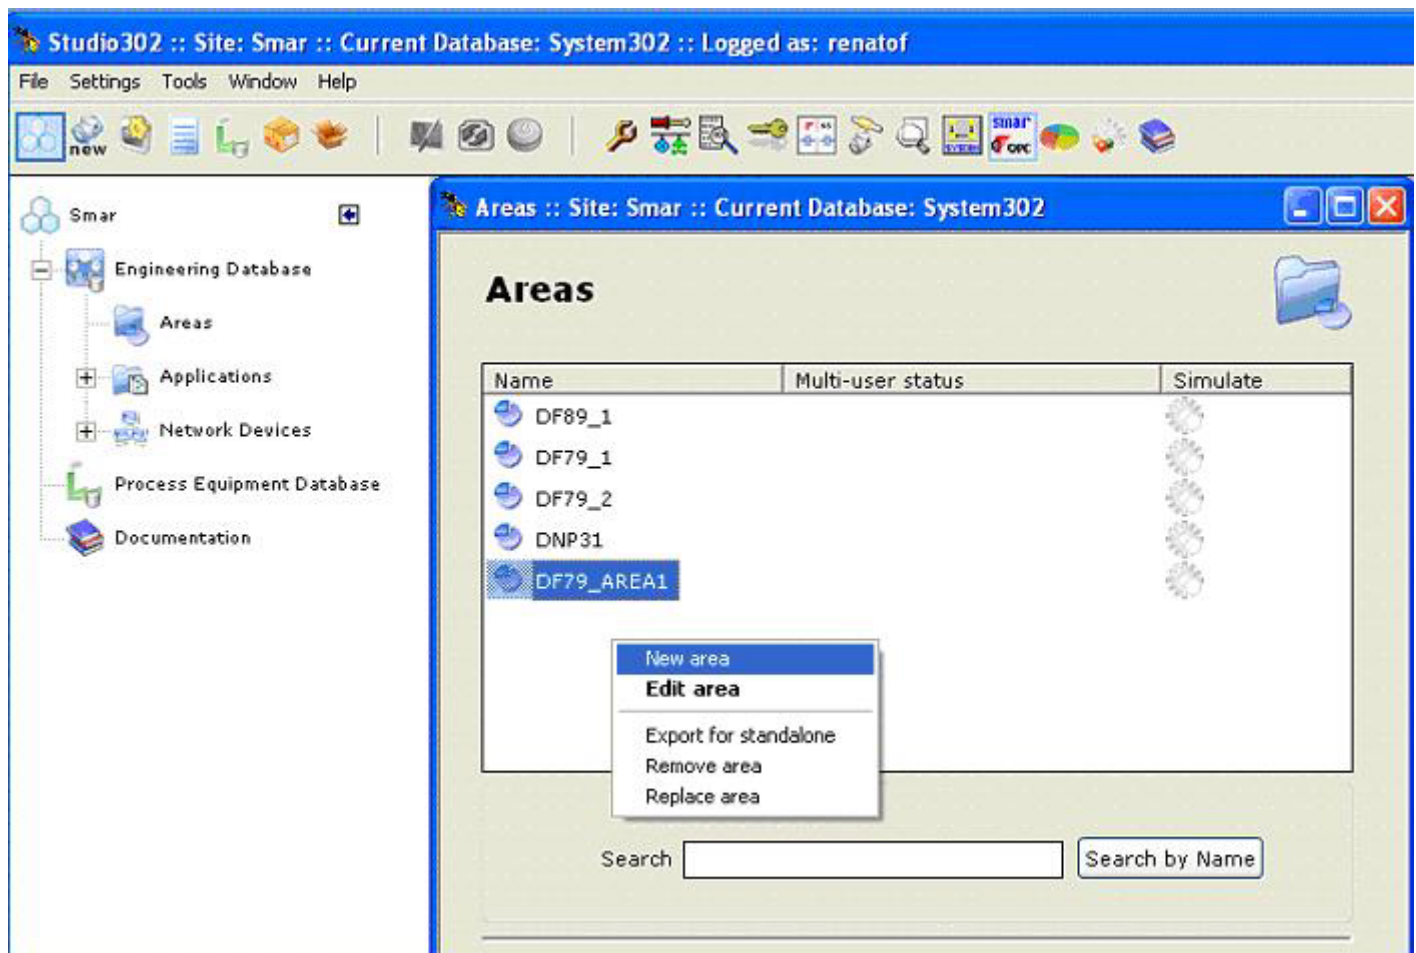 Studio302 :: Site: Smar :: Current Database: System302 :: Logged as: renatof
File Settings Tools Window Help
new
smar
OPC
Smar
Engineering Database
Areas
Applications
Network Devices
Process Equipment Database
Documentation
Areas :: Site: Smar :: Current Database: System302
Areas
Name Multi-user status Simulate
DF89_1
DF79_1
DF79_2
DNP31
DF79_AREA1
New area
Edit area
Export for standalone
Remove area
Replace area
Search Search by Name